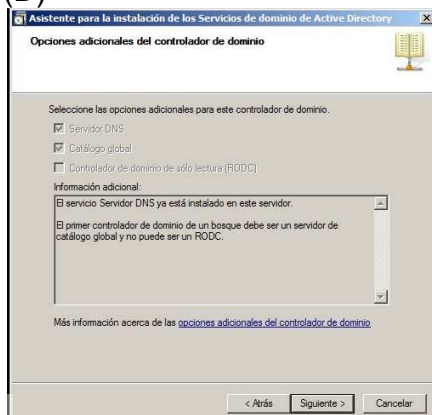 Asistente para la instalación de los Servicios de dominio de Active Directory
Opciones adicionales del controlador de dominio
Seleccione las opciones adicionales para este controlador de dominio.
Servidor DNS
Catálogo global
Controlador de dominio de sólo lectura (RODC)
Información adicional:
El servicio Servidor DNS ya está instalado en este servidor.
El primer controlador de dominio de un bosque debe ser un servidor de
catálogo global y no puede ser un RODC.
Más información acerca de las opciones adicionales del controlador de dominio
< Atrás
Siguiente >
Cancelar